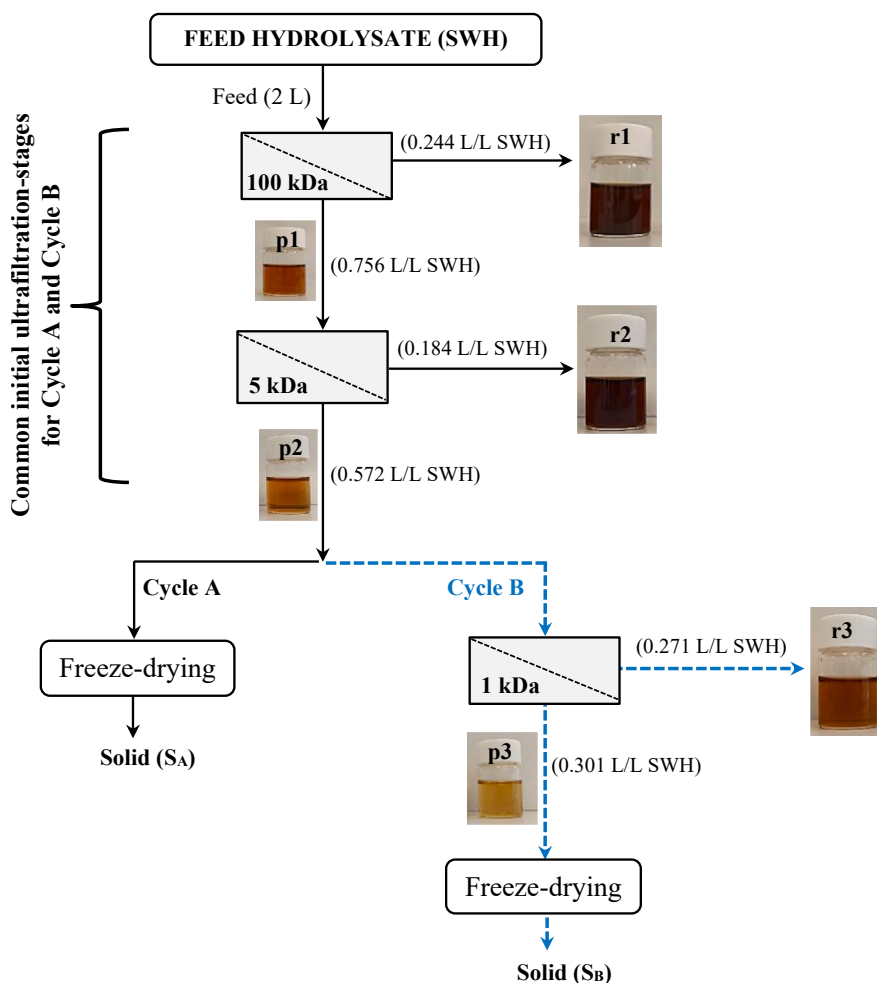 FEED HYDROLYSATE (SWH)
Feed (2 L)
Common initial ultrafiltration-stages
for Cycle A and Cycle B
100 kDa
(0.244 L/L SWH)
r1
p1
(0.756 L/L SWH)
5 kDa
(0.184 L/L SWH)
r2
p2
(0.572 L/L SWH)
Cycle A
Cycle B
Freeze-drying
Solid (SA)
1 kDa
(0.271 L/L SWH)
r3
p3
(0.301 L/L SWH)
Freeze-drying
Solid (SB)